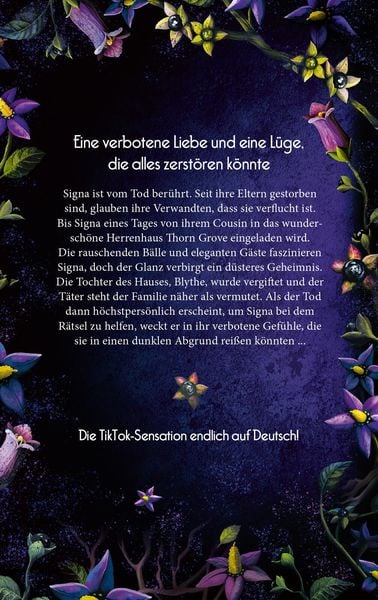 Eine verbotene Liebe und eine Lüge,
die alles zerstören könnte
Signa ist vom Tod berührt. Seit ihre Eltern gestorben
sind, glauben ihre Verwandten, dass sie verflucht ist.
Bis Signa eines Tages von ihrem Cousin in das wunder-
schöne Herrenhaus Thorn Grove eingeladen wird.
Die rauschenden Bälle und eleganten Gäste faszinieren
Signa, doch der Glanz verbirgt ein düsteres Geheimnis.
Die Tochter des Hauses, Blythe, wurde vergiftet und der
Täter steht der Familie näher als vermutet. Als der Tod
dann höchstpersönlich erscheint, um Signa bei dem
Rätsel zu helfen, weckt er in ihr verbotene Gefühle, die
sie in einen dunklen Abgrund reißen könnten ...
Die TikTok-Sensation endlich auf Deutsch!